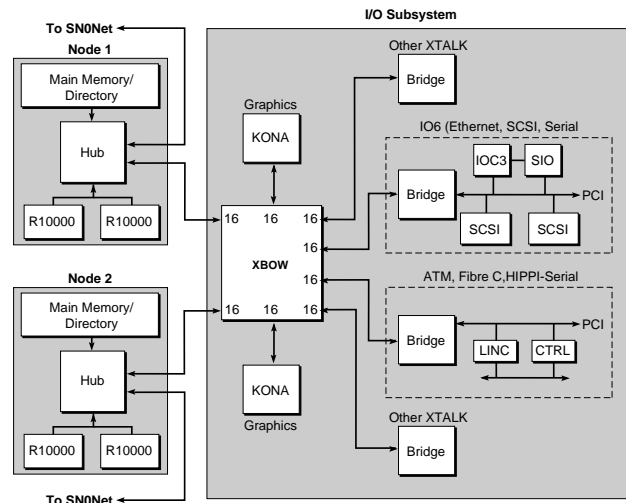 I/O Subsystem
To SN0Net
Node 1
Main Memory/
Directory
Hub
R10000
R10000
Node 2
Main Memory/
Directory
Hub
R10000
R10000
To SN0Net
Graphics
KONA
16 16 16
16
XBOW
16
16 16 16
KONA
Graphics
Other XTALK
Bridge
IO6 (Ethernet, SCSI, Serial
IOC3
SIO
Bridge
PCI
SCSI
SCSI
ATM, Fibre C,HIPPI-Serial
Bridge
PCI
LINC
CTRL
Other XTALK
Bridge